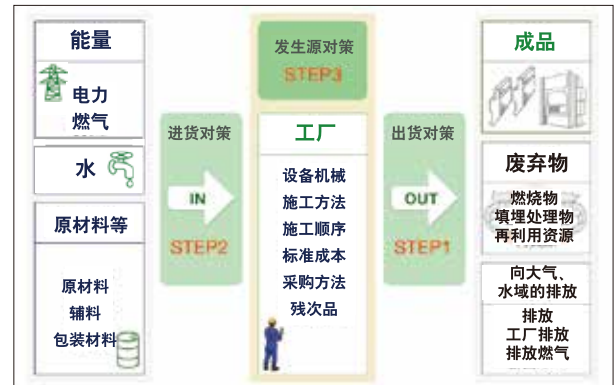 能量
电力
燃气
水
原材料等
原材料
辅料
包装材料
进货对策
IN
STEP2
发生源对策
STEP3
工厂
设备机械
施工方法
施工顺序
标准成本
采购方法
残次品
出货对策
OUT
STEP1
成品
废弃物
燃烧物
填埋处理物
再利用资源
向大气、
水域的排放
排放
工厂排放
排放燃气